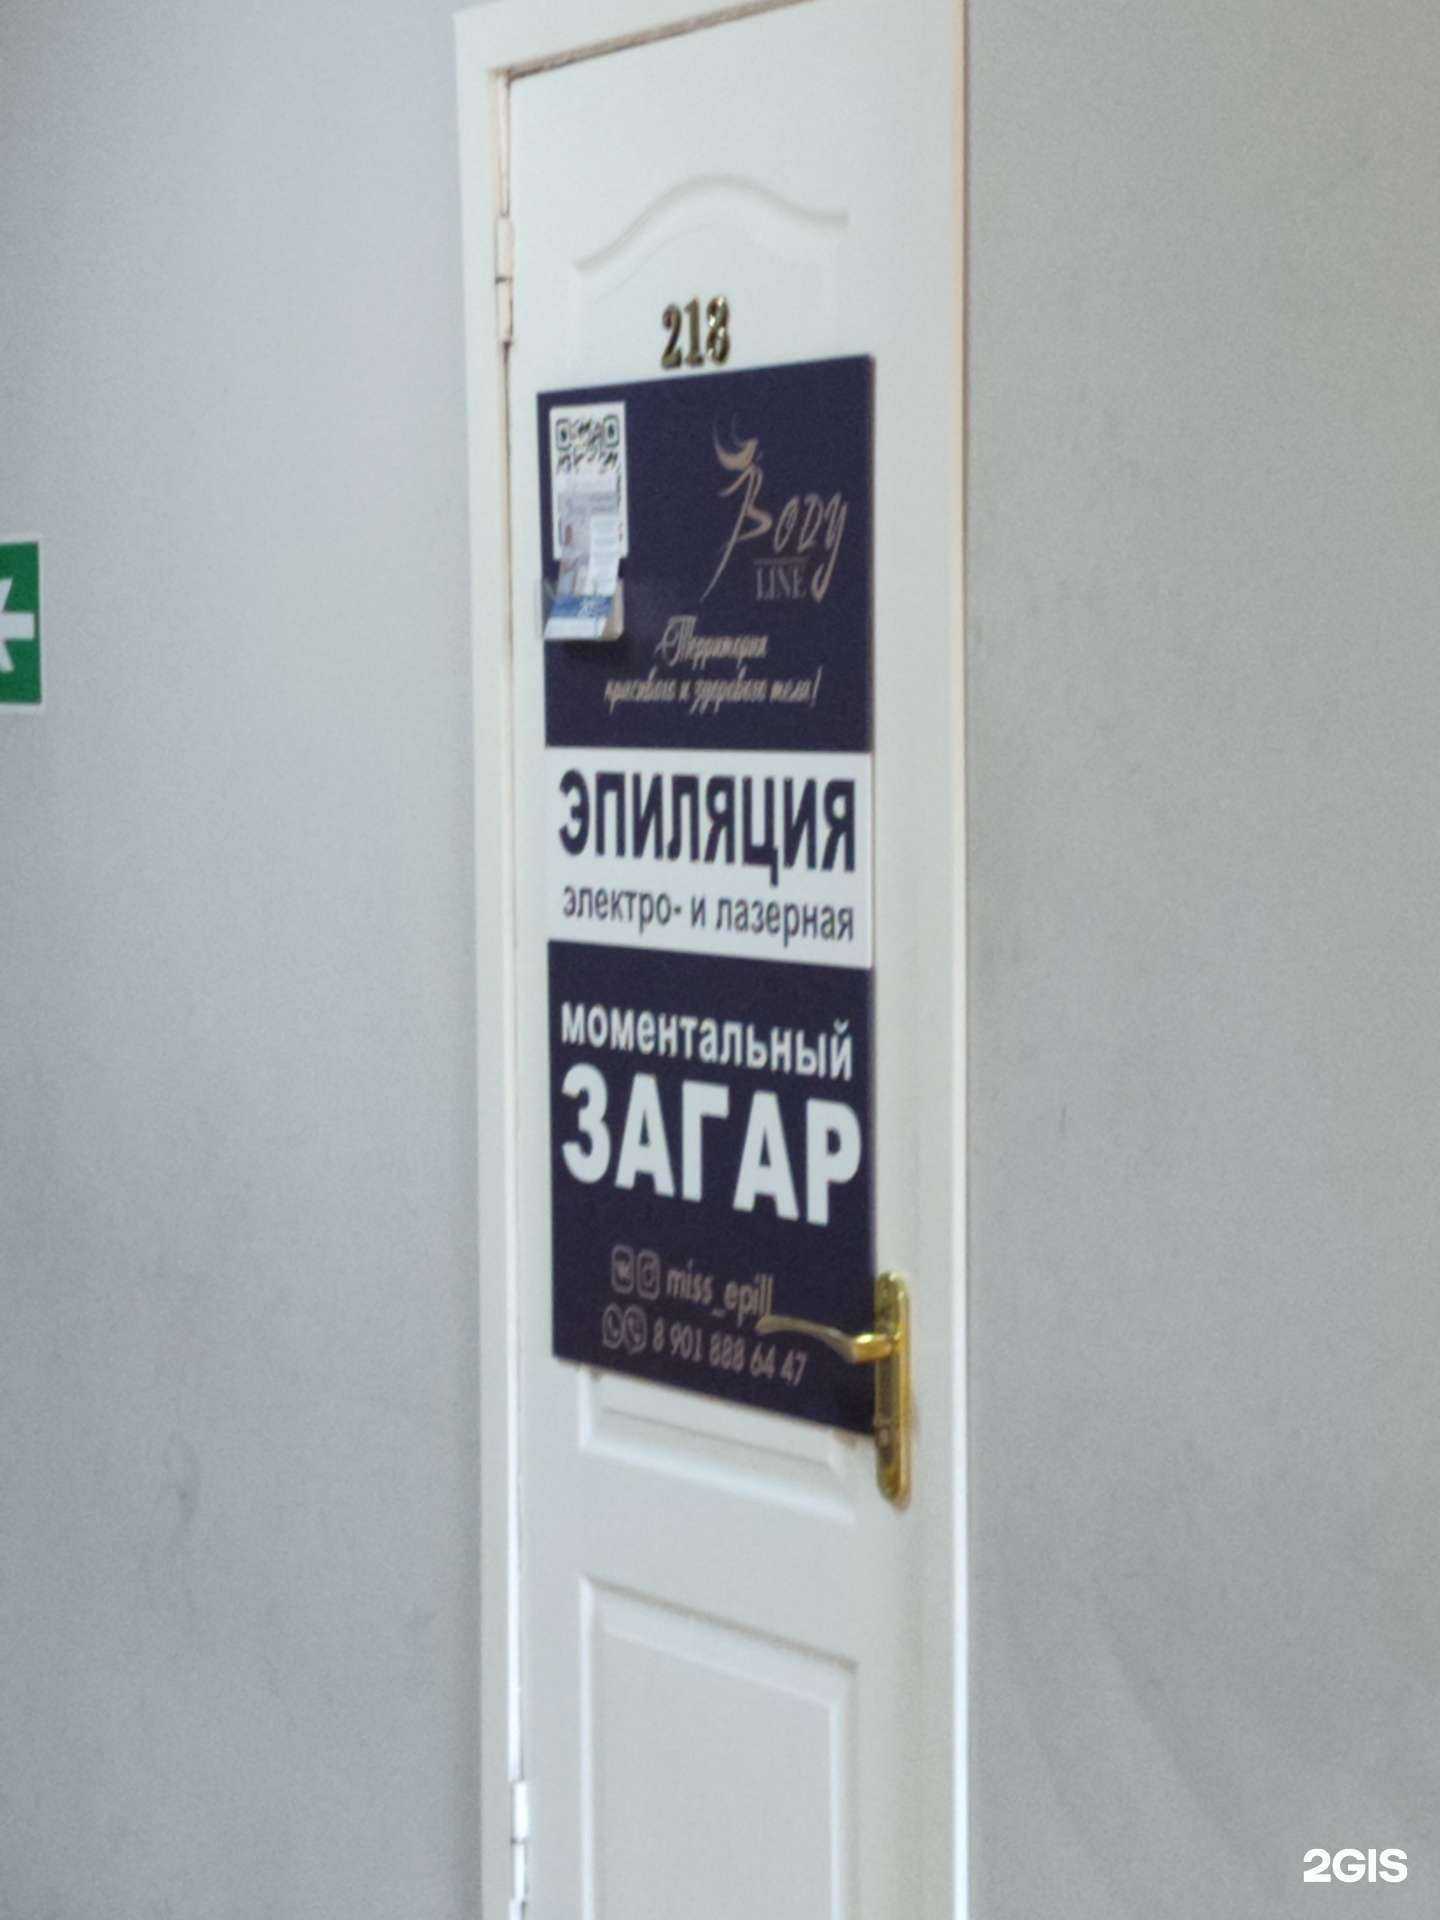 218
Body
LINE
Территория
красивого и здорового тела!
ЭПИЛЯЦИЯ
электро- и лазерная
моментальный
ЗАГАР
miss_epill
8 901 888 64 47
2GIS